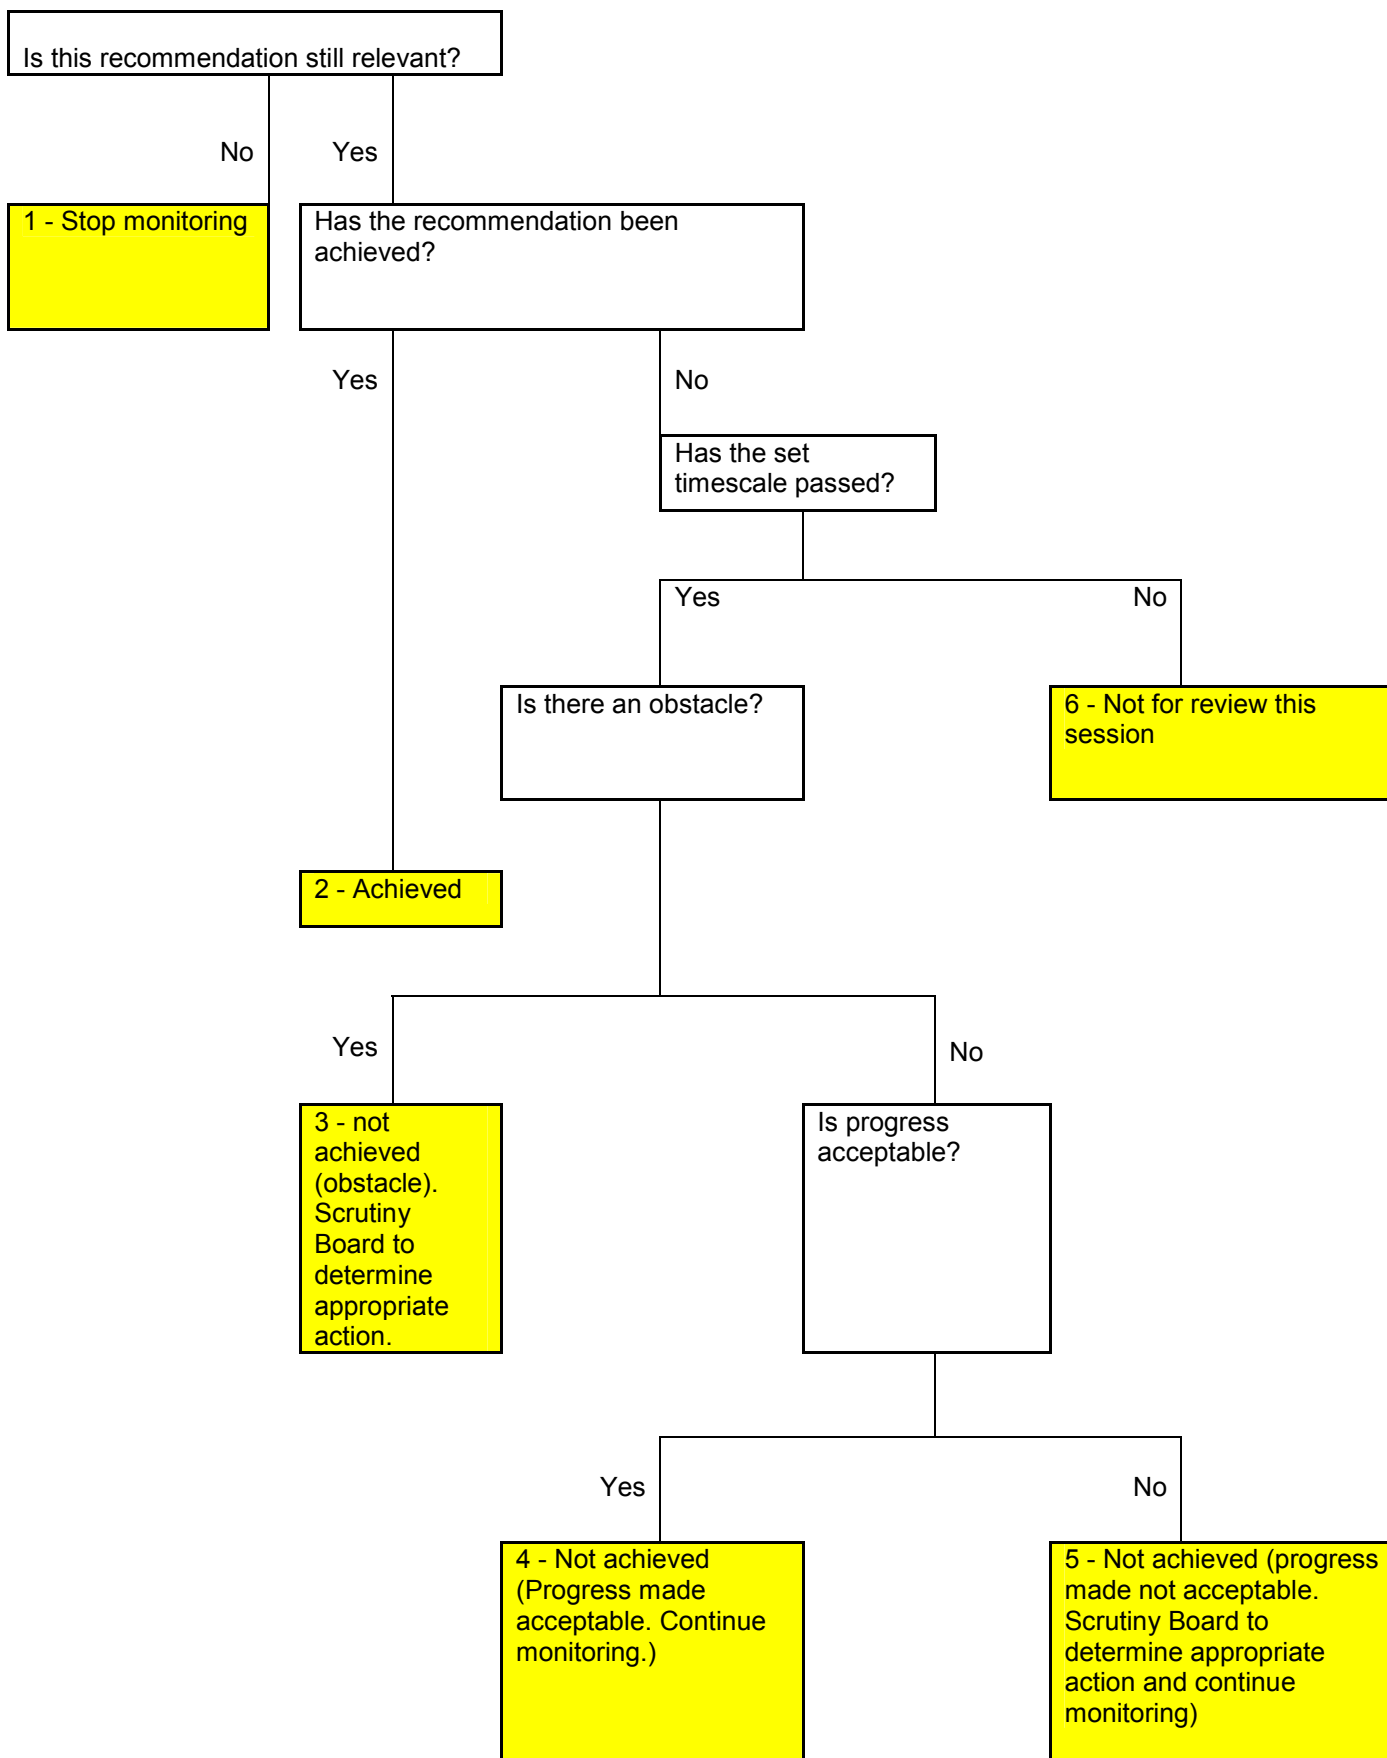 Is this recommendation still relevant?
No
Yes
1 - Stop monitoring
Has the recommendation been
achieved?
Yes
No
Has the set
timescale passed?
Yes
No
Is there an obstacle?
6 - Not for review this
session
2 - Achieved
Yes
No
3 - not
achieved
(obstacle).
Scrutiny
Board to
determine
appropriate
action.
Is progress
acceptable?
Yes
No
4 - Not achieved
(Progress made
acceptable. Continue
monitoring.)
5 - Not achieved (progress
made not acceptable.
Scrutiny Board to
determine appropriate
action and continue
monitoring)